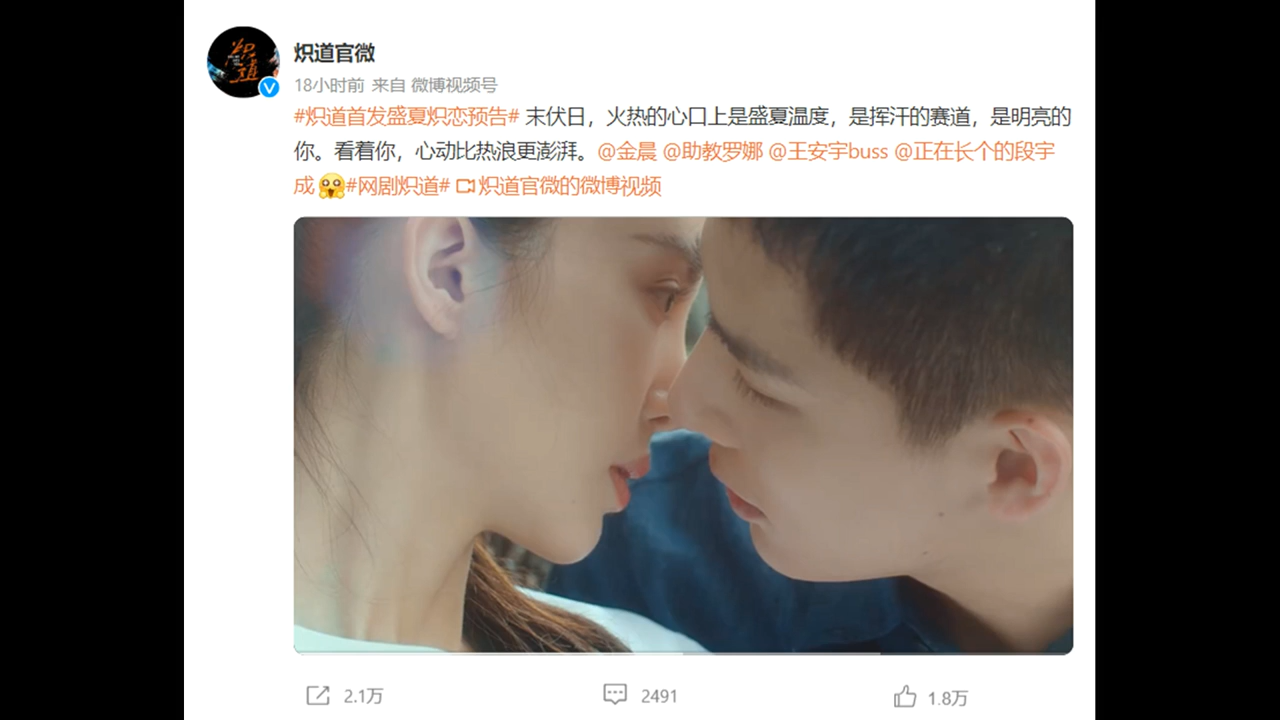 炽道官微
18小时前 来自 微博视频号
#炽道首发盛夏炽恋预告# 末伏日，火热的心口上是盛夏温度，是挥汗的赛道，是明亮的
你。看着你，心动比热浪更澎湃。@金晨 @助教罗娜 @王安宇buss @正在长个的段宇
成 #网剧炽道# 炽道官微的微博视频
2.1万 2491 1.8万
炽
道